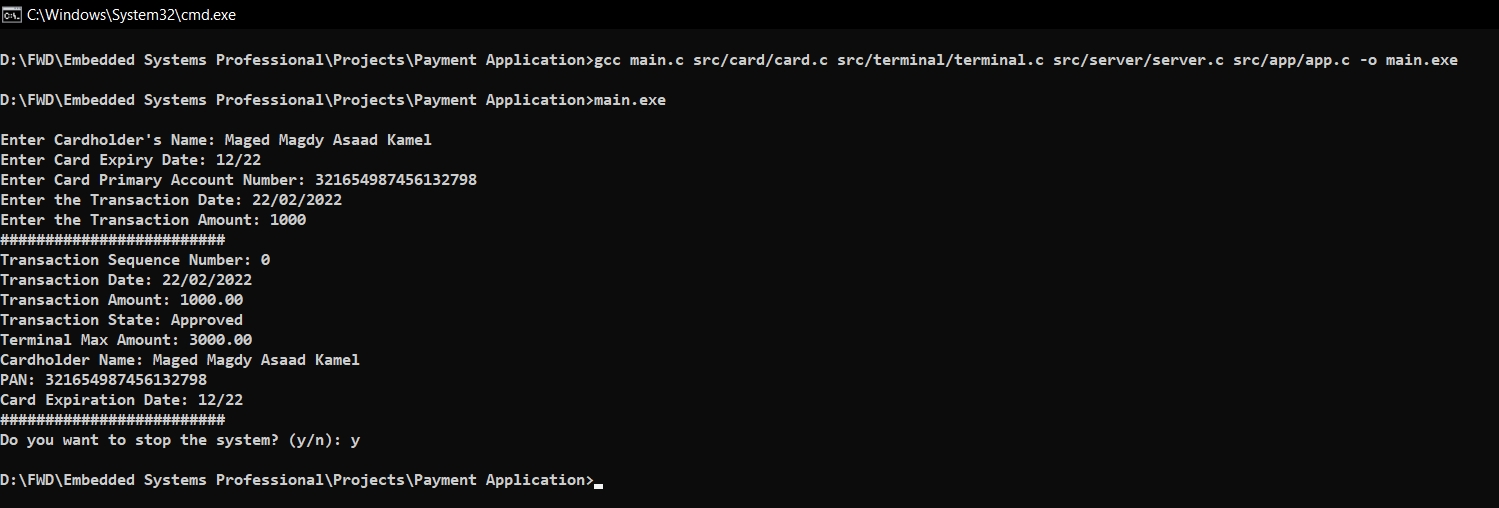 C:\Windows\System32\cmd.exe
D:\FWD\Embedded Systems Professional\Projects\Payment Application>gcc main.c src/card/card.c src/terminal/terminal.c src/server/server.c src/app/app.c -o main.exe
D:\FWD\Embedded Systems Professional\Projects\Payment Application>main.exe
Enter Cardholder's Name: Maged Magdy Asaad Kamel
Enter Card Expiry Date: 12/22
Enter Card Primary Account Number: 321654987456132798
Enter the Transaction Date: 22/02/2022
Enter the Transaction Amount: 1000
#########################
Transaction Sequence Number: 0
Transaction Date: 22/02/2022
Transaction Amount: 1000.00
Transaction State: Approved
Terminal Max Amount: 3000.00
Cardholder Name: Maged Magdy Asaad Kamel
PAN: 321654987456132798
Card Expiration Date: 12/22
#########################
Do you want to stop the system? (y/n): y
D:\FWD\Embedded Systems Professional\Projects\Payment Application>